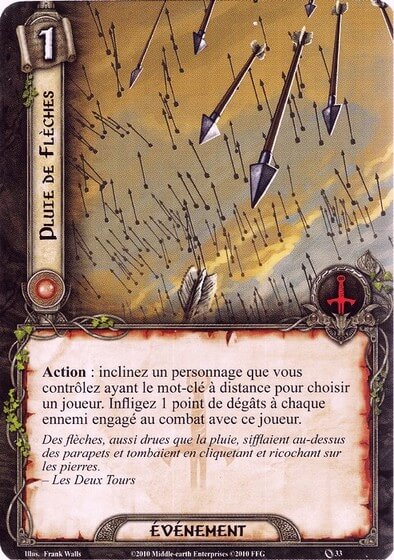 1
Pluie de Flèches
Action : inclinez un personnage que vous
contrôlez ayant le mot-clé à distance pour choisir
un joueur. Infligez 1 point de dégâts à chaque
ennemi engagé au combat avec ce joueur.
Des flèches, aussi drues que la pluie, sifflaient au-dessus
des parapets et tombaient en cliquetant et ricochant sur
les pierres.
– Les Deux Tours
ÉVÉNEMENT
Illus. Frank Walls
©2010 Middle-earth Enterprises ©2010 FFG
33